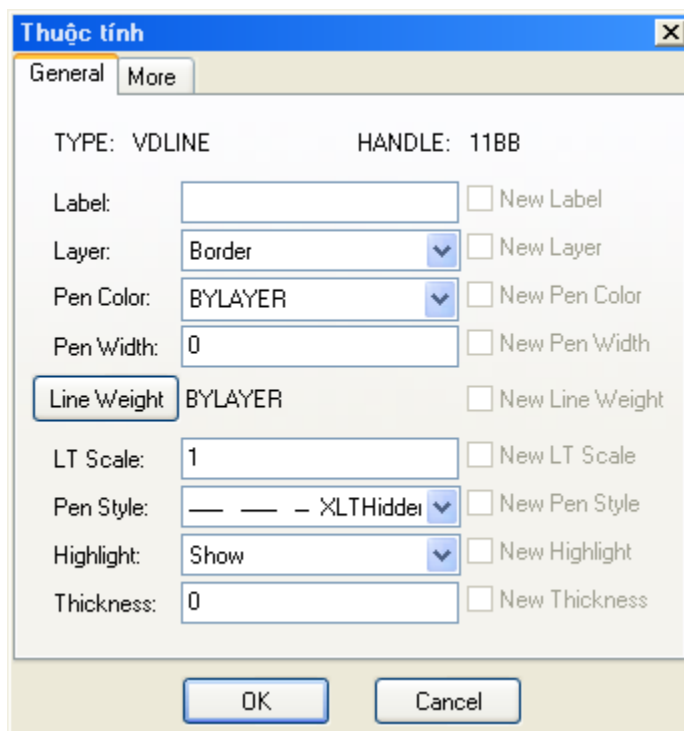 Thuộc tính
General More
TYPE: VDLINE HANDLE: 11BB
Label: New Label
Layer: Border New Layer
Pen Color: BYLAYER New Pen Color
Pen Width: 0 New Pen Width
Line Weight BYLAYER New Line Weight
LT Scale: 1 New LT Scale
Pen Style: XLTHidden New Pen Style
Highlight: Show New Highlight
Thickness: 0 New Thickness
OK Cancel